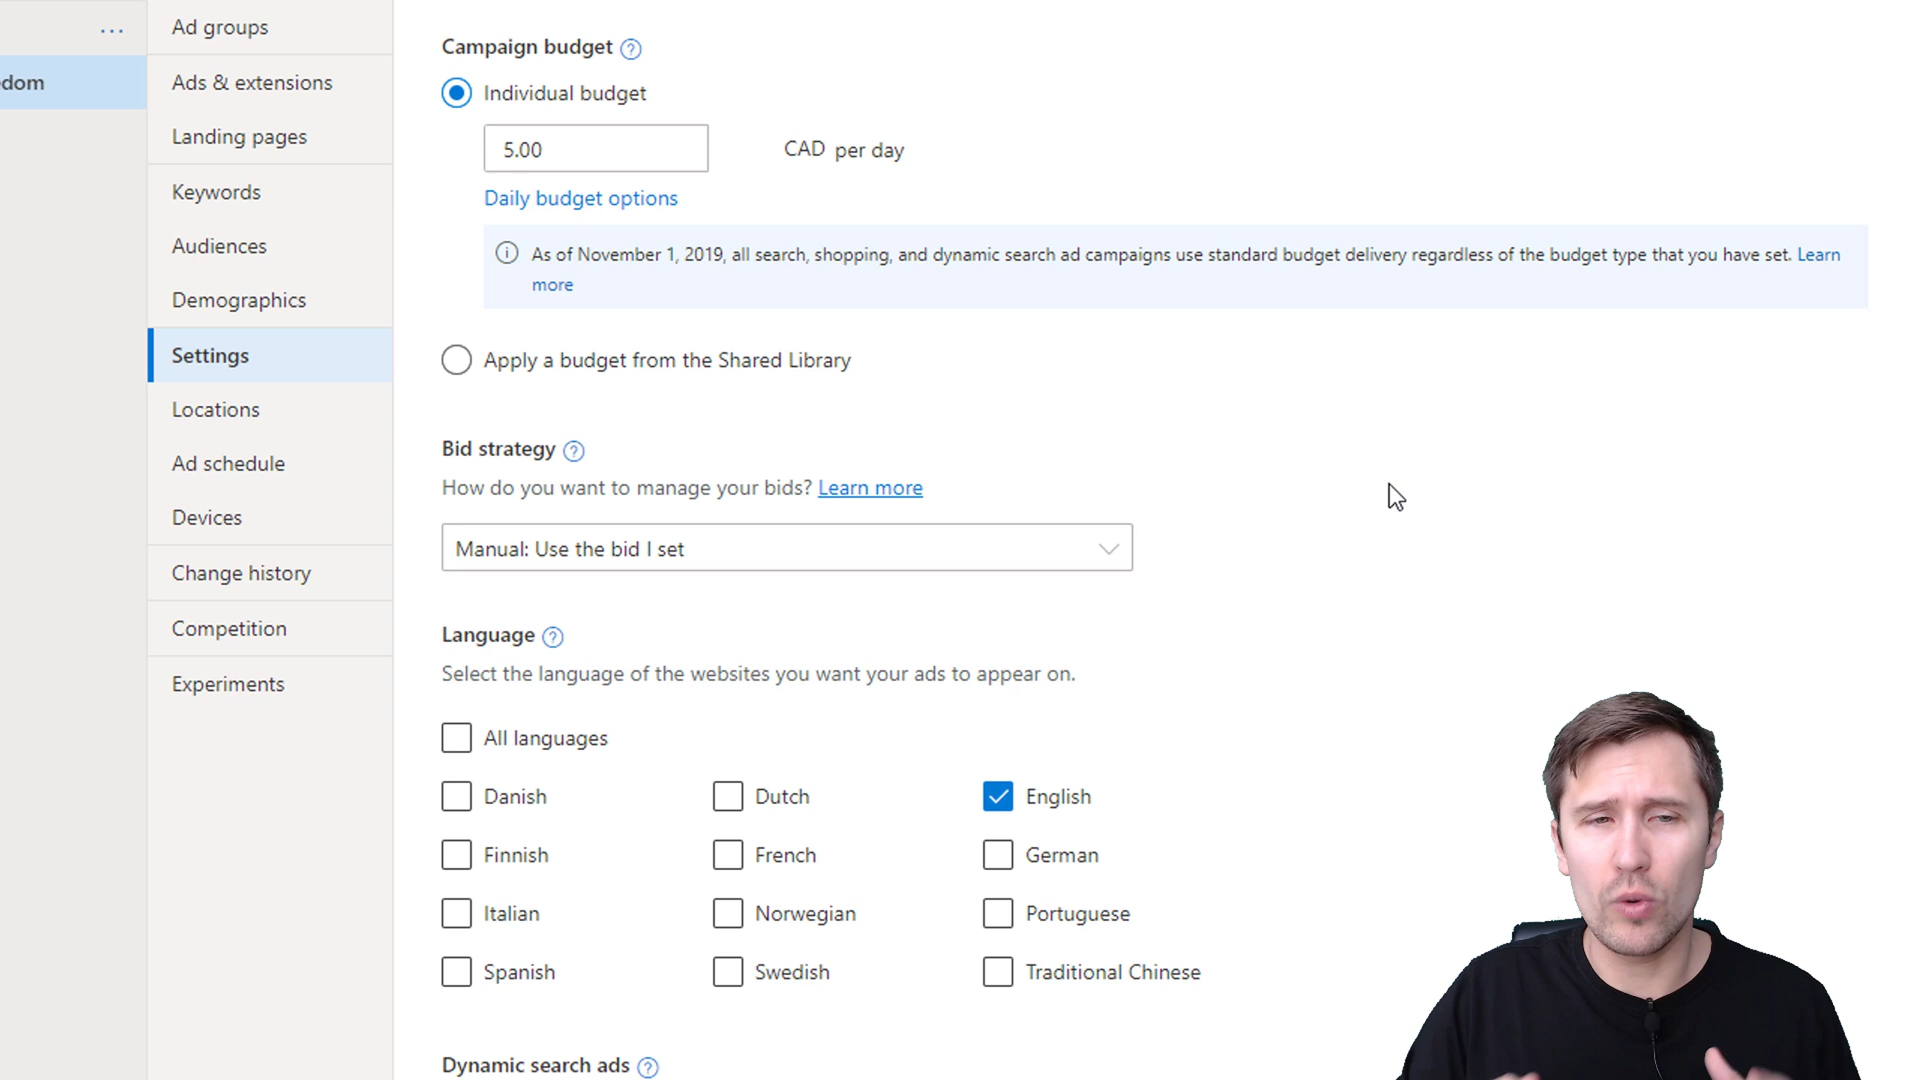 ...
dom
Ad groups
Ads & extensions
Landing pages
Keywords
Audiences
Demographics
Settings
Locations
Ad schedule
Devices
Change history
Competition
Experiments
Campaign budget ?
Individual budget
5.00 CAD per day
Daily budget options
As of November 1, 2019, all search, shopping, and dynamic search ad campaigns use standard budget delivery regardless of the budget type that you have set. Learn
more
Apply a budget from the Shared Library
Bid strategy ?
How do you want to manage your bids? Learn more
Manual: Use the bid I set
Language ?
Select the language of the websites you want your ads to appear on.
All languages
Danish Dutch English
Finnish French German
Italian Norwegian Portuguese
Spanish Swedish Traditional Chinese
Dynamic search ads ?